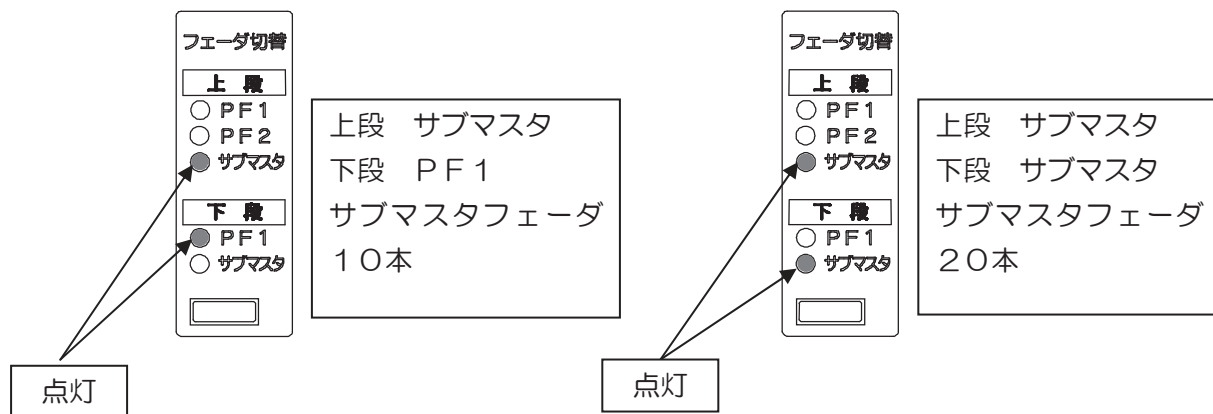 フェーダ切替
上 段
PF1
PF2
サブマスタ
下 段
PF1
サブマスタ
上段 サブマスタ
下段 PF1
サブマスタフェーダ
10本
点灯
フェーダ切替
上 段
PF1
PF2
サブマスタ
下 段
PF1
サブマスタ
上段 サブマスタ
下段 サブマスタ
サブマスタフェーダ
20本
点灯